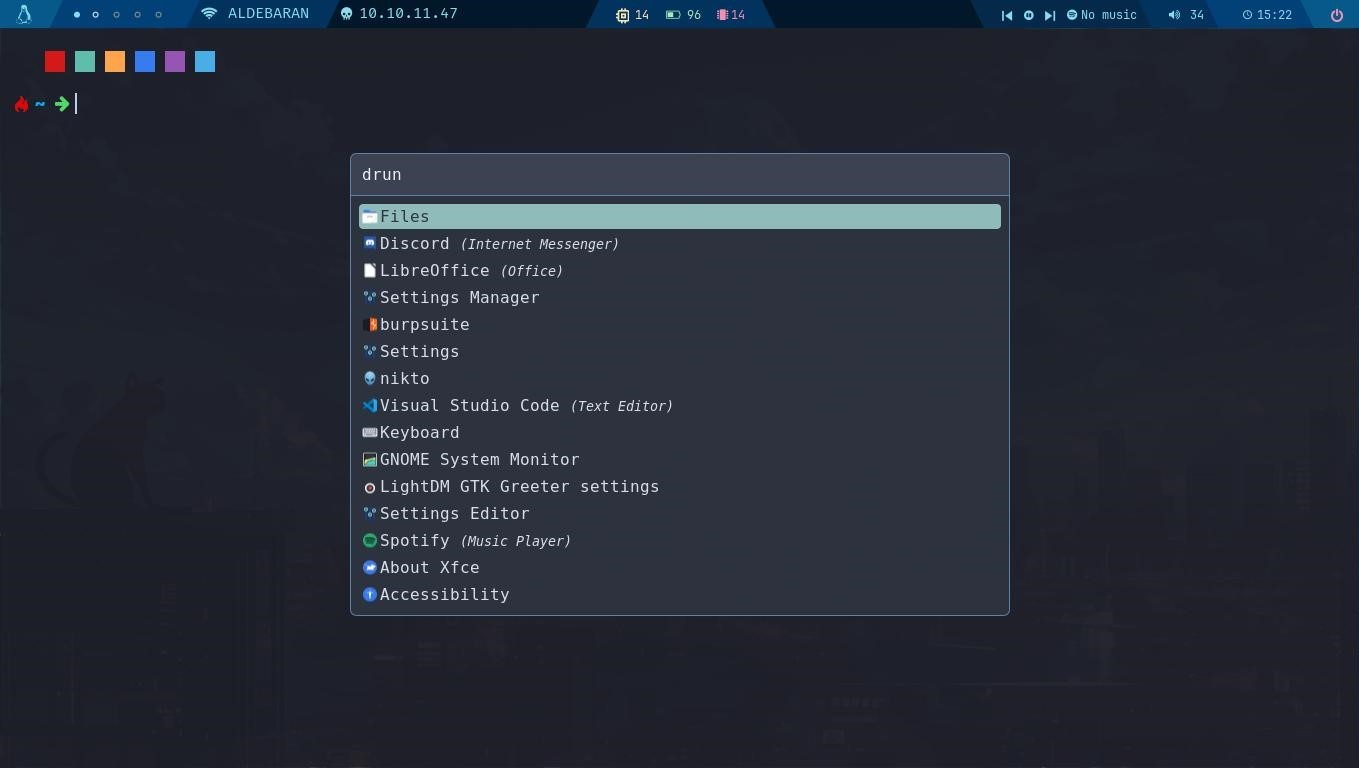 ALDEBARAN 10.10.11.47 14 96 14 No music 34 15:22
~
drun
Files
Discord (Internet Messenger)
LibreOffice (Office)
Settings Manager
burpsuite
Settings
nikto
Visual Studio Code (Text Editor)
Keyboard
GNOME System Monitor
LightDM GTK Greeter settings
Settings Editor
Spotify (Music Player)
About Xfce
Accessibility